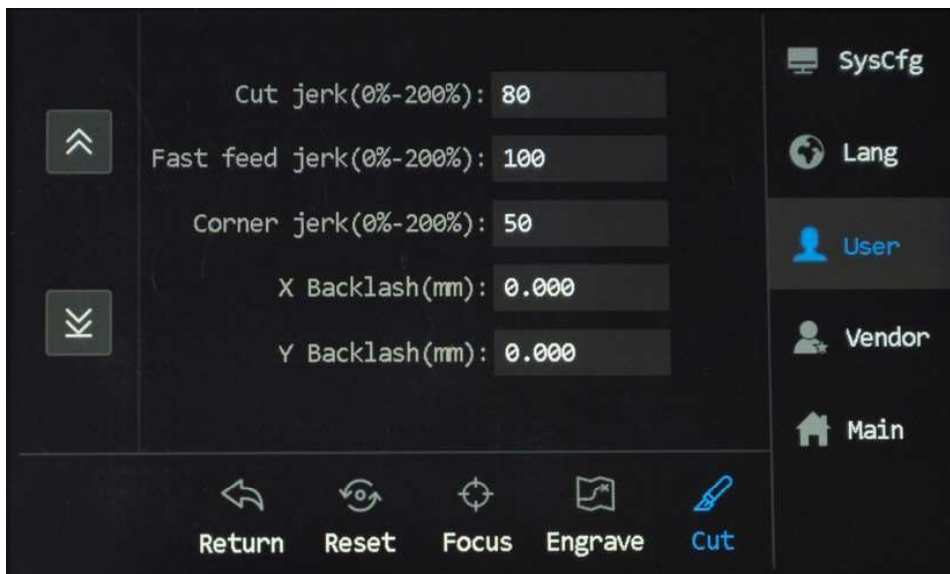 Cut jerk(0%-200%): 80
Fast feed jerk(0%-200%): 100
Corner jerk(0%-200%): 50
X Backlash(mm): 0.000
Y Backlash(mm): 0.000
SysCfg
Lang
User
Vendor
Main
Return Reset Focus Engrave Cut